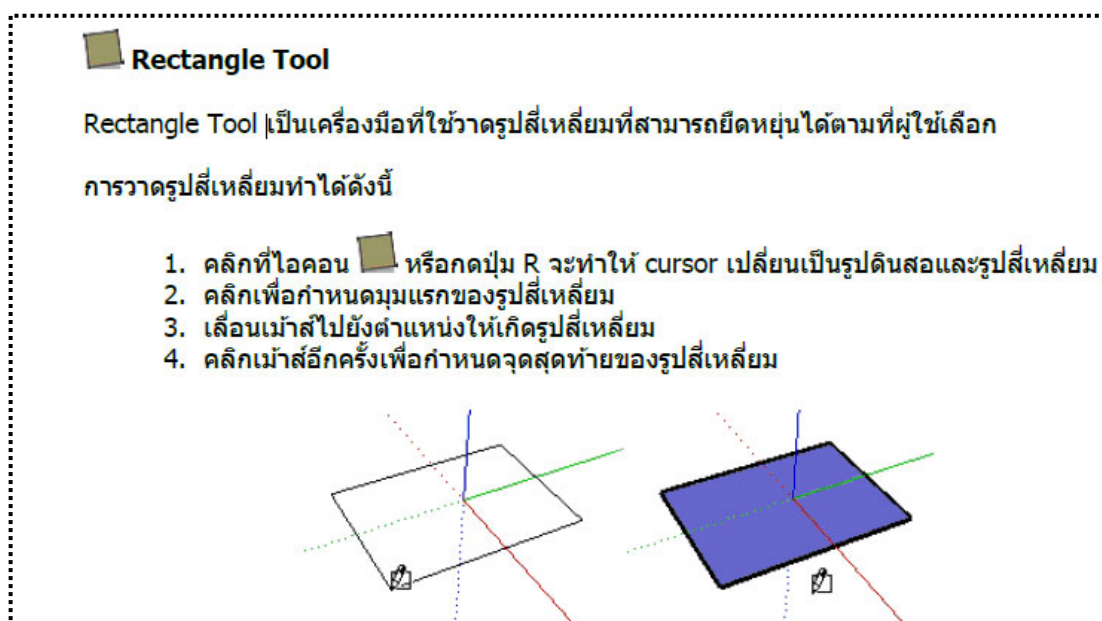 Rectangle Tool
Rectangle Tool เป็นเครื่องมือที่ใช้วาดรูปสี่เหลี่ยมที่สามารถยืดหยุ่นได้ตามที่ผู้ใช้เลือก
การวาดรูปสี่เหลี่ยมทำได้ดังนี้
1. คลิกที่ไอคอน หรือกดปุ่ม R จะทำให้ cursor เปลี่ยนเป็นรูปดินสอและรูปสี่เหลี่ยม
2. คลิกเพื่อกำหนดมุมแรกของรูปสี่เหลี่ยม
3. เลื่อนเม้าส์ไปยังตำแหน่งให้เกิดรูปสี่เหลี่ยม
4. คลิกเม้าส์อีกครั้งเพื่อกำหนดจุดสุดท้ายของรูปสี่เหลี่ยม